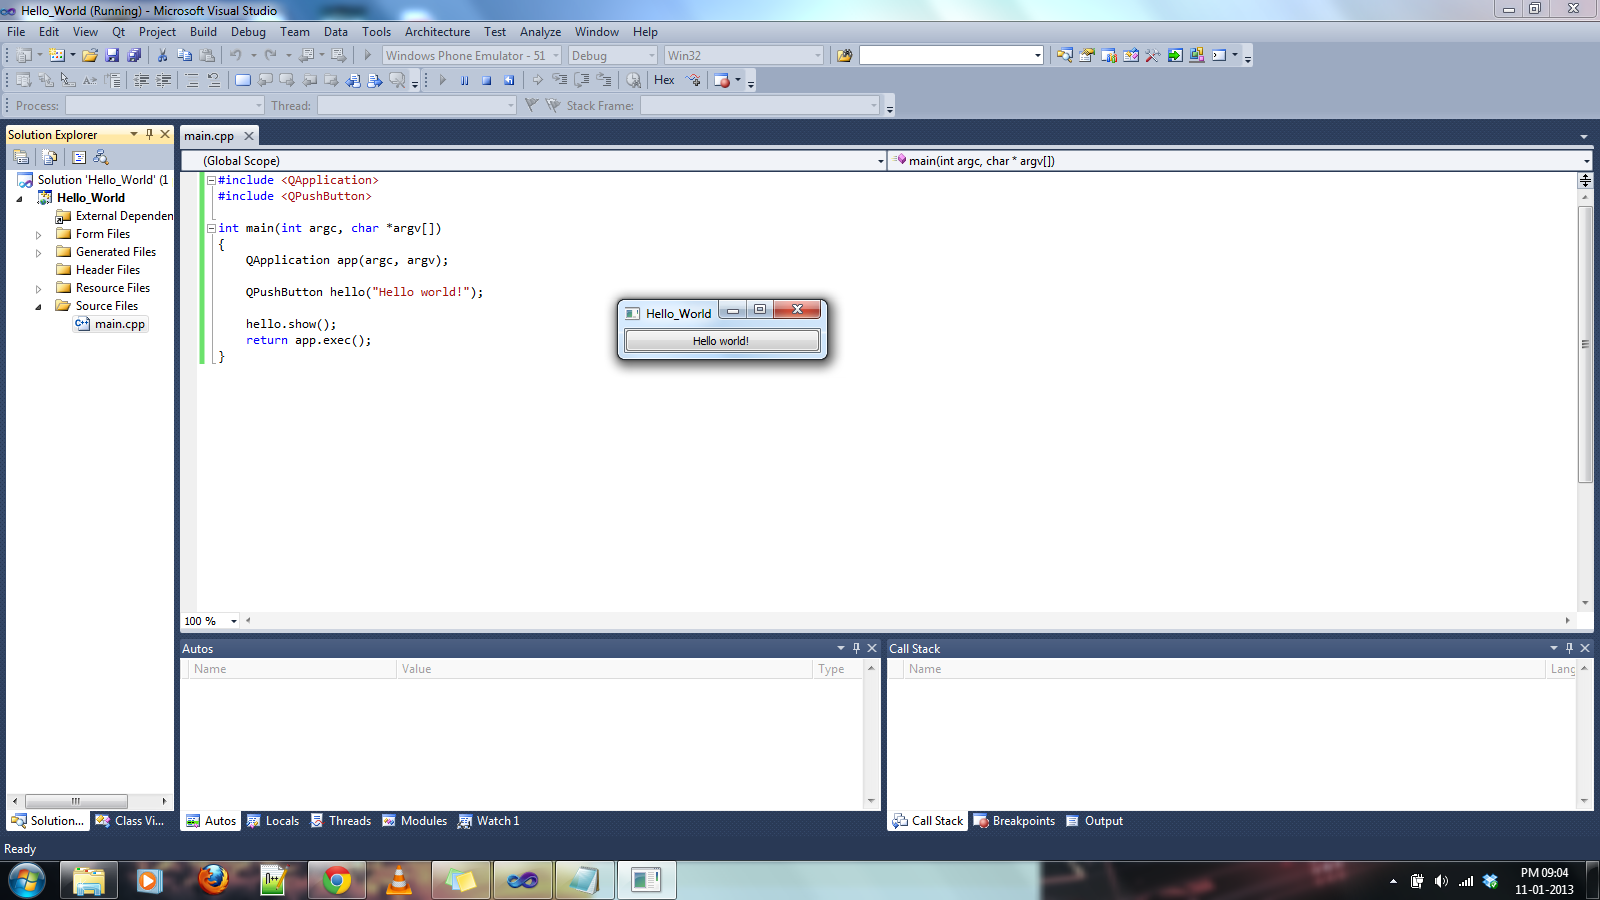 Hello_World (Running) - Microsoft Visual Studio
File Edit View Qt Project Build Debug Team Data Tools Architecture Test Analyze Window Help
Windows Phone Emulator - 51 Debug Win32
Hex
Process: Thread: Stack Frame:
Solution Explorer
Solution 'Hello_World' (1
Hello_World
External Dependen
Form Files
Generated Files
Header Files
Resource Files
Source Files
main.cpp
Solution...
Class Vi...
main.cpp
(Global Scope)
main(int argc, char * argv[])
#include <QApplication>
#include <QPushButton>
int main(int argc, char *argv[])
{
QApplication app(argc, argv);
QPushButton hello("Hello world!");
hello.show();
return app.exec();
}
Hello_World
Hello world!
100 %
Autos
Name Value Type
Autos Locals Threads Modules Watch 1
Call Stack
Name Lang
Call Stack Breakpoints Output
Ready
PM 09:04
11-01-2013